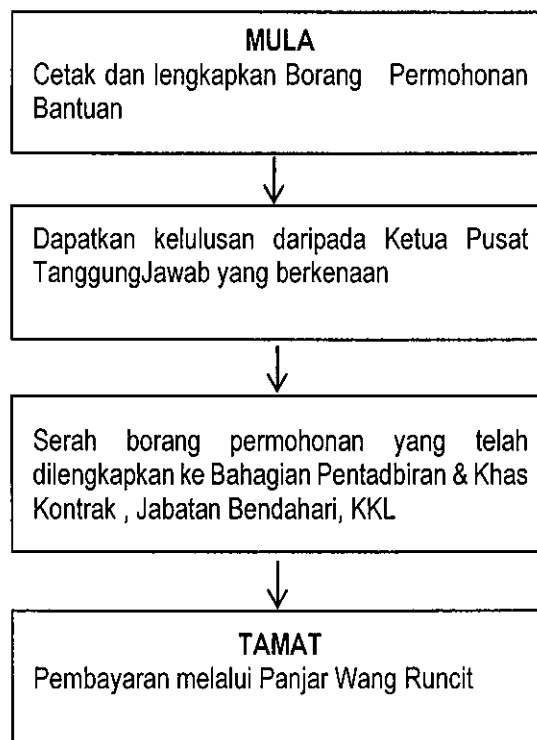 MULA
Cetak dan lengkapkan Borang Permohonan
Bantuan
Dapatkan kelulusan daripada Ketua Pusat
TanggungJawab yang berkenaan
Serah borang permohonan yang telah
dilengkapkan ke Bahagian Pentadbiran & Khas
Kontrak , Jabatan Bendahari, KKL
TAMAT
Pembayaran melalui Panjar Wang Runcit